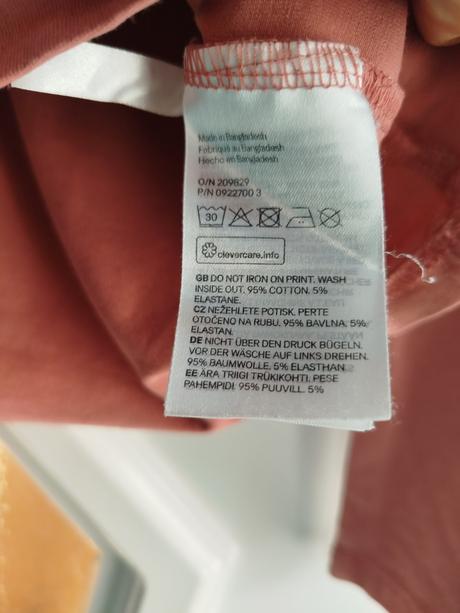 Made in Bangladesh
Fabriqué au Bangladesh
Hecho en Bangladesh
O/N 209829
P/N 0922700 3
30
clevercare.info
GB DO NOT IRON ON PRINT. WASH
INSIDE OUT. 95% COTTON. 5%
ELASTANE.
CZ NEŽEHLETE POTISK. PERTE
OTOČENO NA RUBU. 95% BAVLNA. 5%
ELASTAN.
DE NICHT ÜBER DEN DRUCK BÜGELN.
VOR DER WÄSCHE AUF LINKS DREHEN.
95% BAUMWOLLE. 5% ELASTHAN.
EE ÄRA TRIIGI TRÜKIKOHTI. PESE
PAHEMPIDI. 95% PUUVILL. 5%